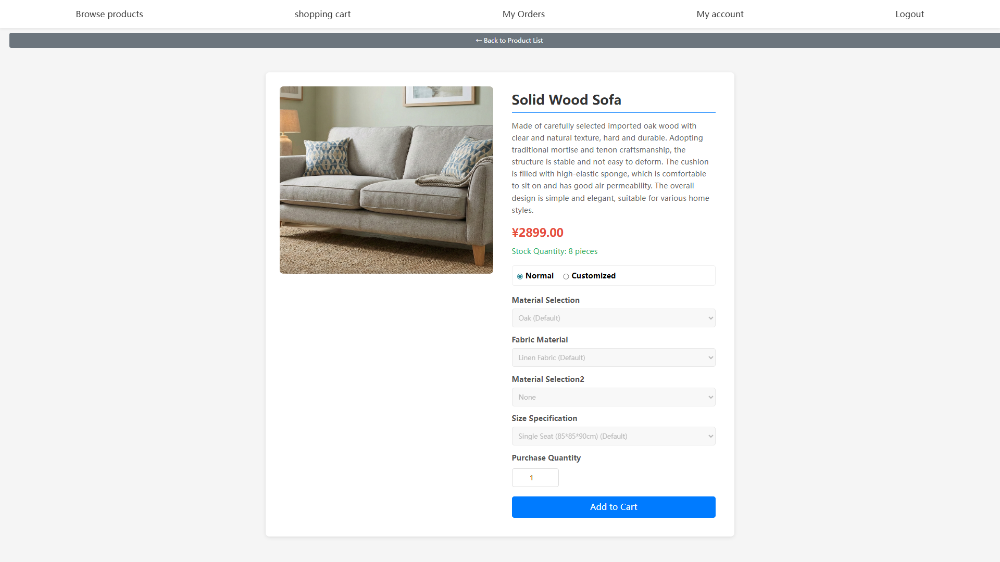 Browse products
shopping cart
My Orders
My account
Logout
← Back to Product List
Solid Wood Sofa
Made of carefully selected imported oak wood with
clear and natural texture, hard and durable. Adopting
traditional mortise and tenon craftsmanship, the
structure is stable and not easy to deform. The cushion
is filled with high-elastic sponge, which is comfortable
to sit on and has good air permeability. The overall
design is simple and elegant, suitable for various home
styles.
¥2899.00
Stock Quantity: 8 pieces
Normal Customized
Material Selection
Oak (Default)
Fabric Material
Linen Fabric (Default)
Material Selection2
None
Size Specification
Single Seat (85*85*90cm) (Default)
Purchase Quantity
1
Add to Cart